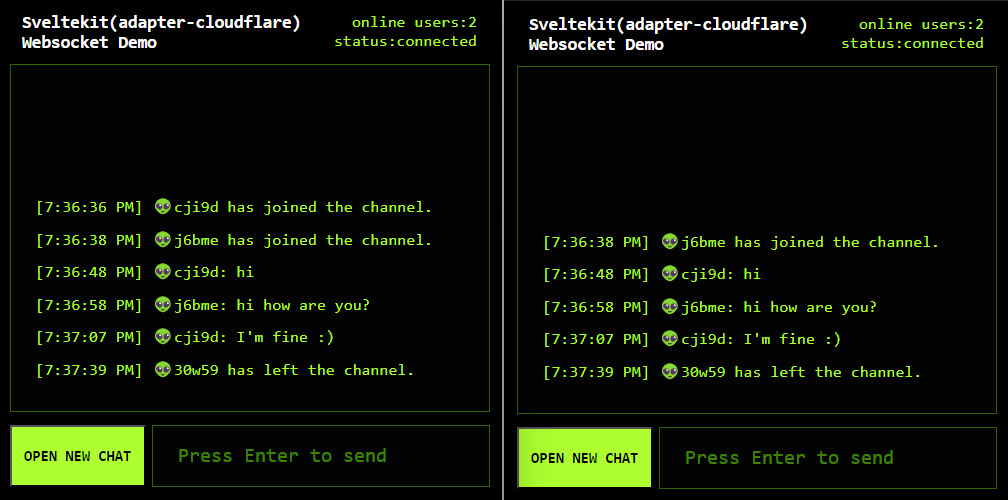 Sveltekit(adapter-cloudflare)
Websocket Demo
online users:2
status:connected
[7:36:36 PM] 👽cji9d has joined the channel.
[7:36:38 PM] 👽j6bme has joined the channel.
[7:36:48 PM] 👽cji9d: hi
[7:36:58 PM] 👽j6bme: hi how are you?
[7:37:07 PM] 👽cji9d: I'm fine :)
[7:37:39 PM] 👽30w59 has left the channel.
OPEN NEW CHAT
Press Enter to send
Sveltekit(adapter-cloudflare)
Websocket Demo
online users:2
status:connected
[7:36:38 PM] 👽j6bme has joined the channel.
[7:36:48 PM] 👽cji9d: hi
[7:36:58 PM] 👽j6bme: hi how are you?
[7:37:07 PM] 👽cji9d: I'm fine :)
[7:37:39 PM] 👽30w59 has left the channel.
OPEN NEW CHAT
Press Enter to send